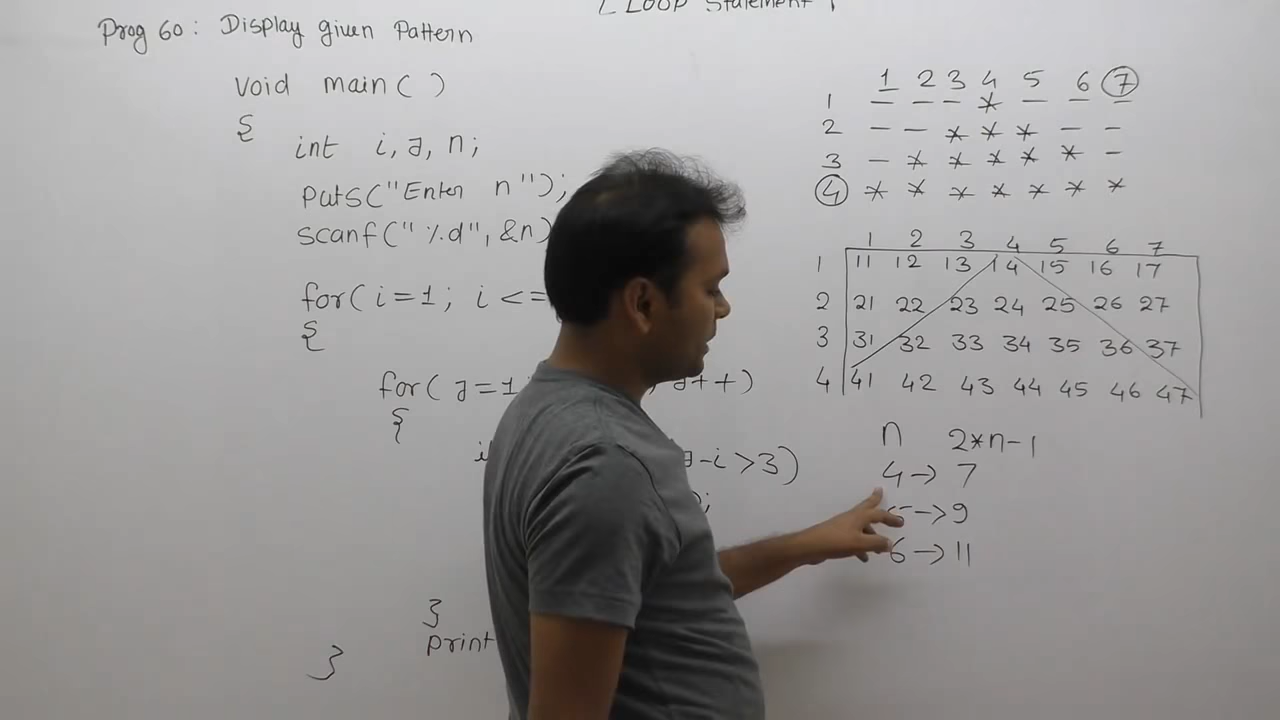 [ LOOP Statement ]
Prog 60 : Display given Pattern
void main( )
{
int i, j, n;
puts("Enter n");
scanf("%d", &n)
for( i=1; i <=
{
for( j=1; j++)
{
j-i >3)
;
}
print
}
1 2 3 4 5 6 7
1 — — — * — — —
2 — — * * * — —
3 — * * * * * —
4 * * * * * * *
1 2 3 4 5 6 7
1 11 12 13 14 15 16 17
2 21 22 23 24 25 26 27
3 31 32 33 34 35 36 37
4 41 42 43 44 45 46 47
n 2*n-1
4 -> 7
5 -> 9
6 -> 11